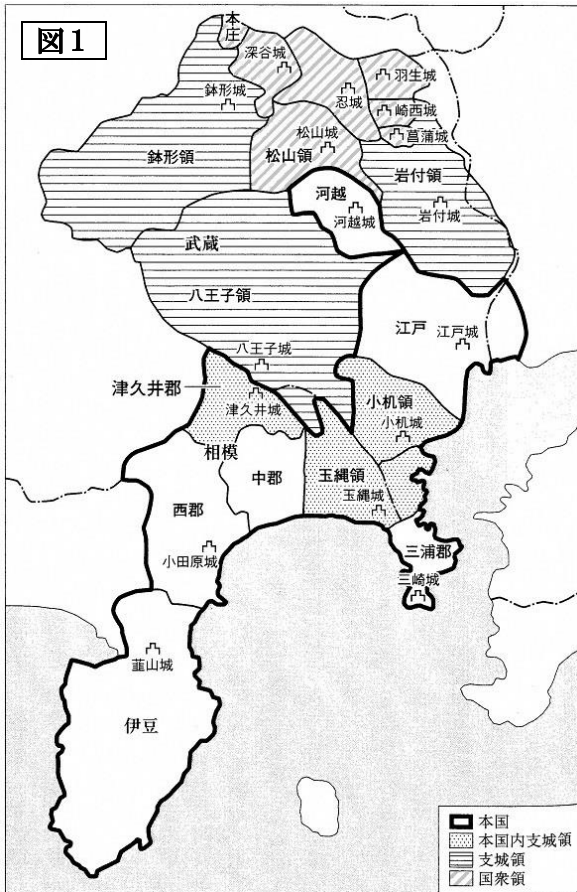 図1
本庄
深谷城
羽生城
鉢形城
忍城
崎西城
菖蒲城
松山城
鉢形領
松山領
岩付領
河越
河越城
岩付城
武蔵
八王子領
江戸
江戸城
八王子城
津久井郡
津久井城
小机領
小机城
相模
中郡
玉縄領
玉縄城
西郡
小田原城
三浦郡
三崎城
韮山城
伊豆
本国
本国内支城領
支城領
国衆領